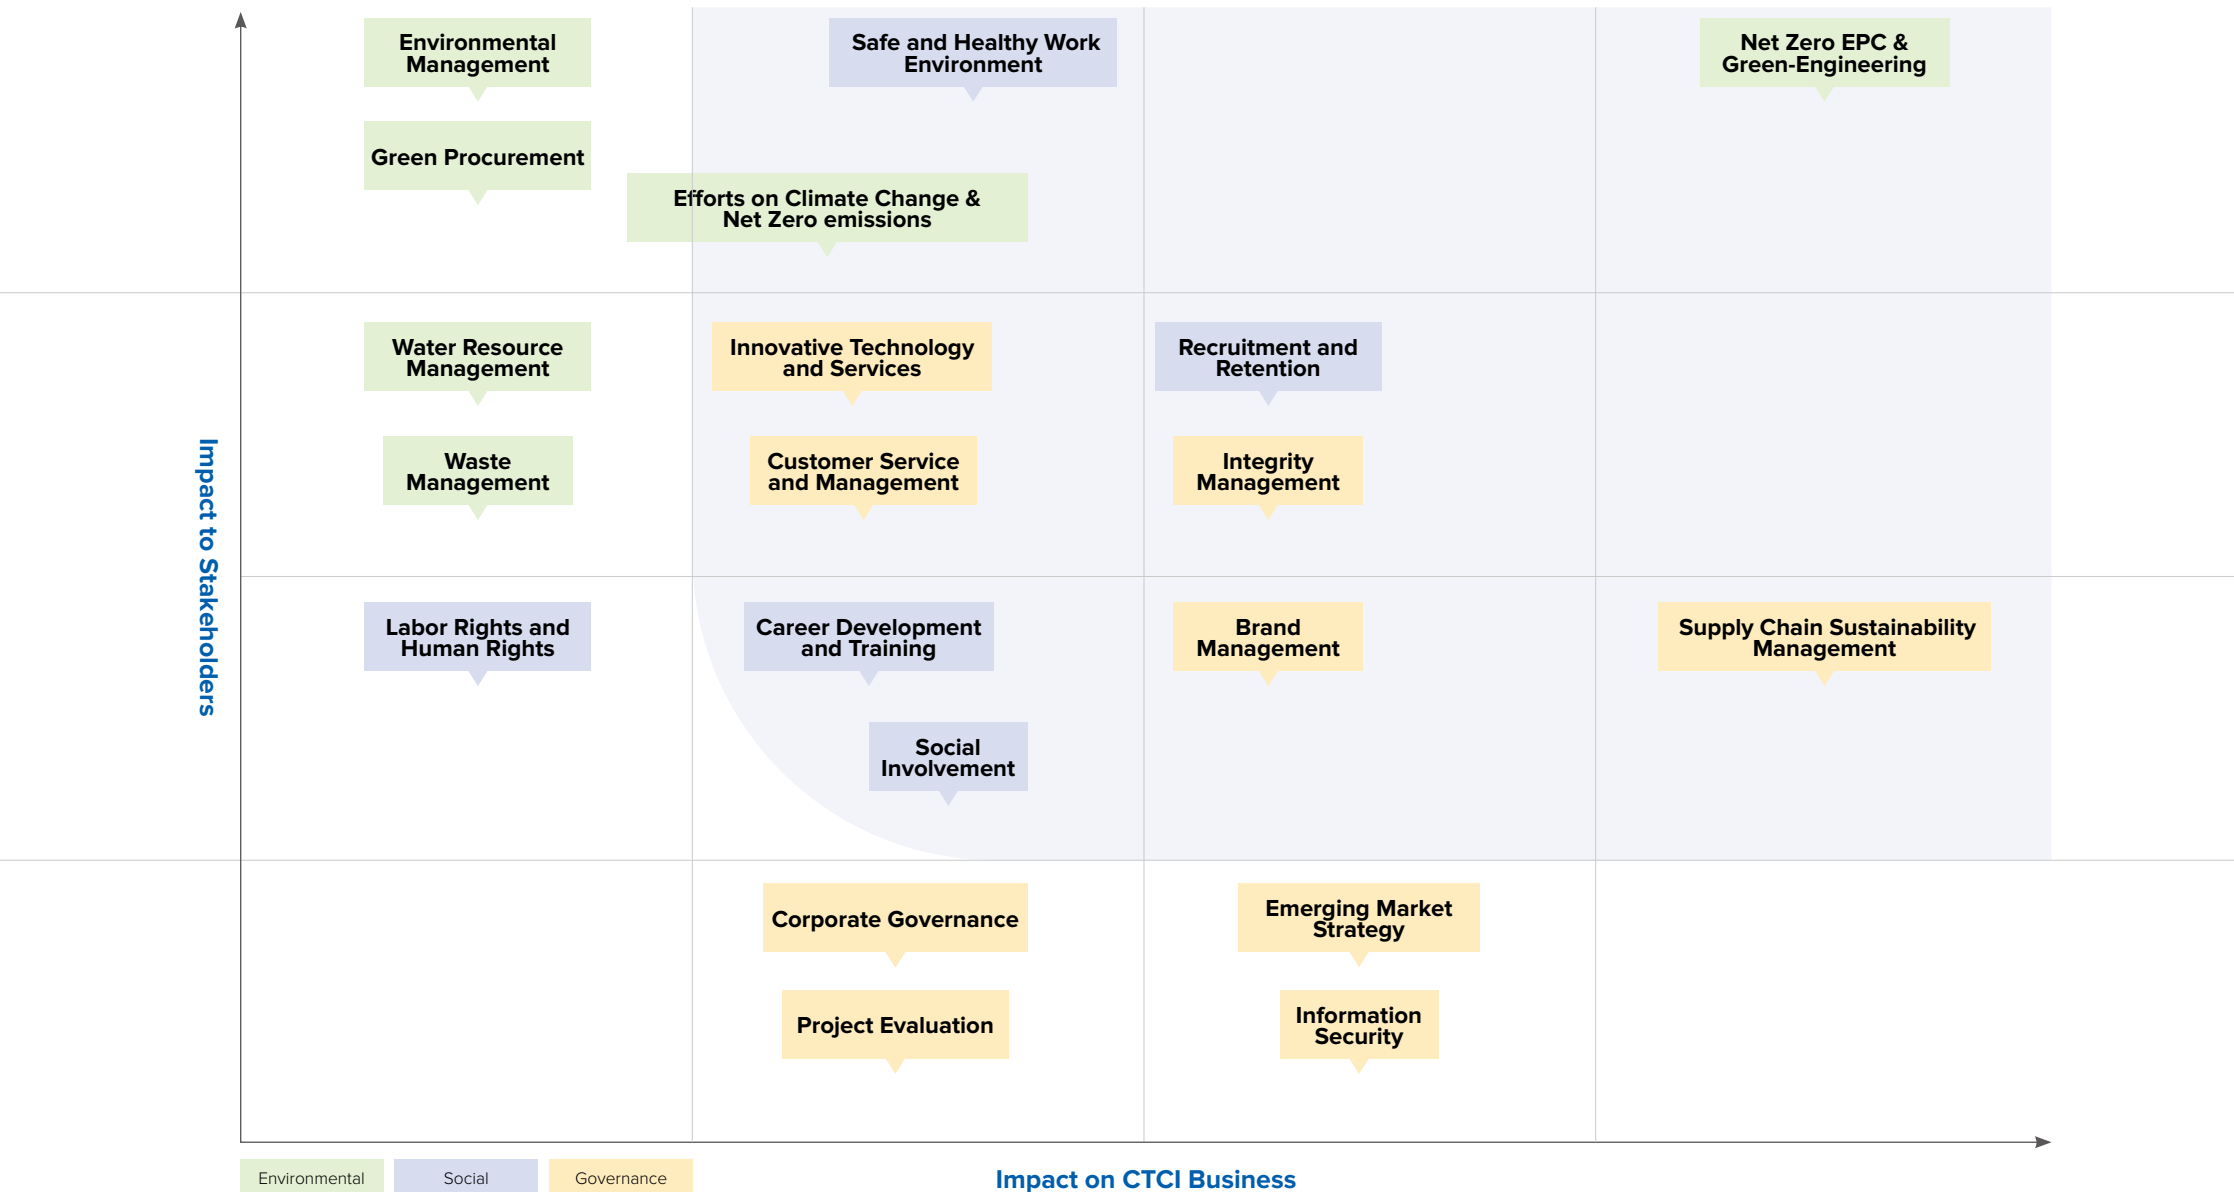 Environmental
Management
Safe and Healthy Work
Environment
Net Zero EPC &
Green-Engineering
Green Procurement
Efforts on Climate Change &
Net Zero emissions
Water Resource
Management
Innovative Technology
and Services
Recruitment and
Retention
Waste
Management
Customer Service
and Management
Integrity
Management
Impact to Stakeholders
Labor Rights and
Human Rights
Career Development
and Training
Brand
Management
Supply Chain Sustainability
Management
Social
Involvement
Corporate Governance
Emerging Market
Strategy
Project Evaluation
Information
Security
Environmental
Social
Governance
Impact on CTCI Business